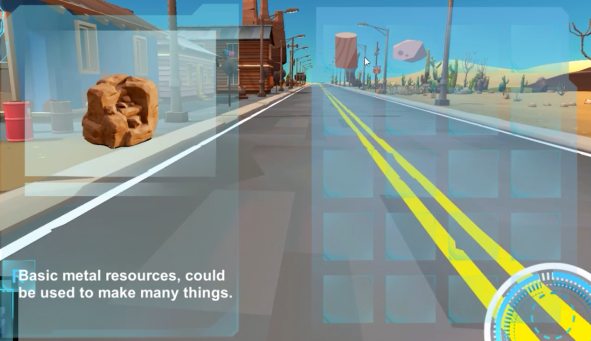 Basic metal resources, could
be used to make many things.